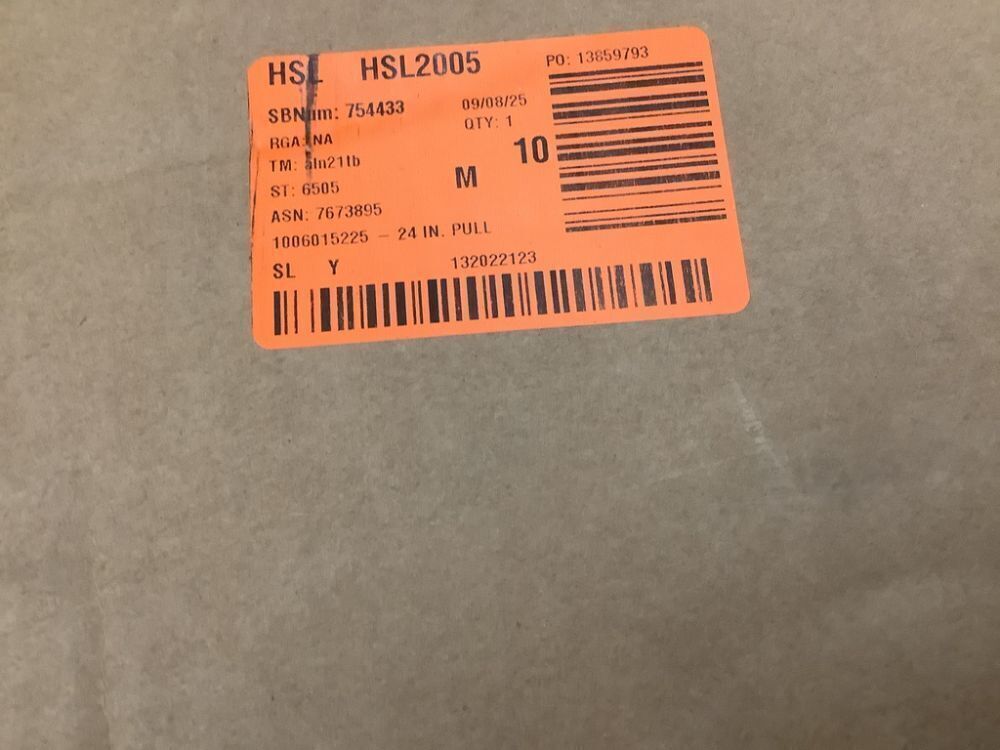 HSL HSL2005 PO: 13859793
SBNum: 754433 09/08/25
RGA: NA QTY: 1
TM: aln21tb 10
ST: 6505 M
ASN: 7673895
1006015225 – 24 IN. PULL
SL Y 132022123